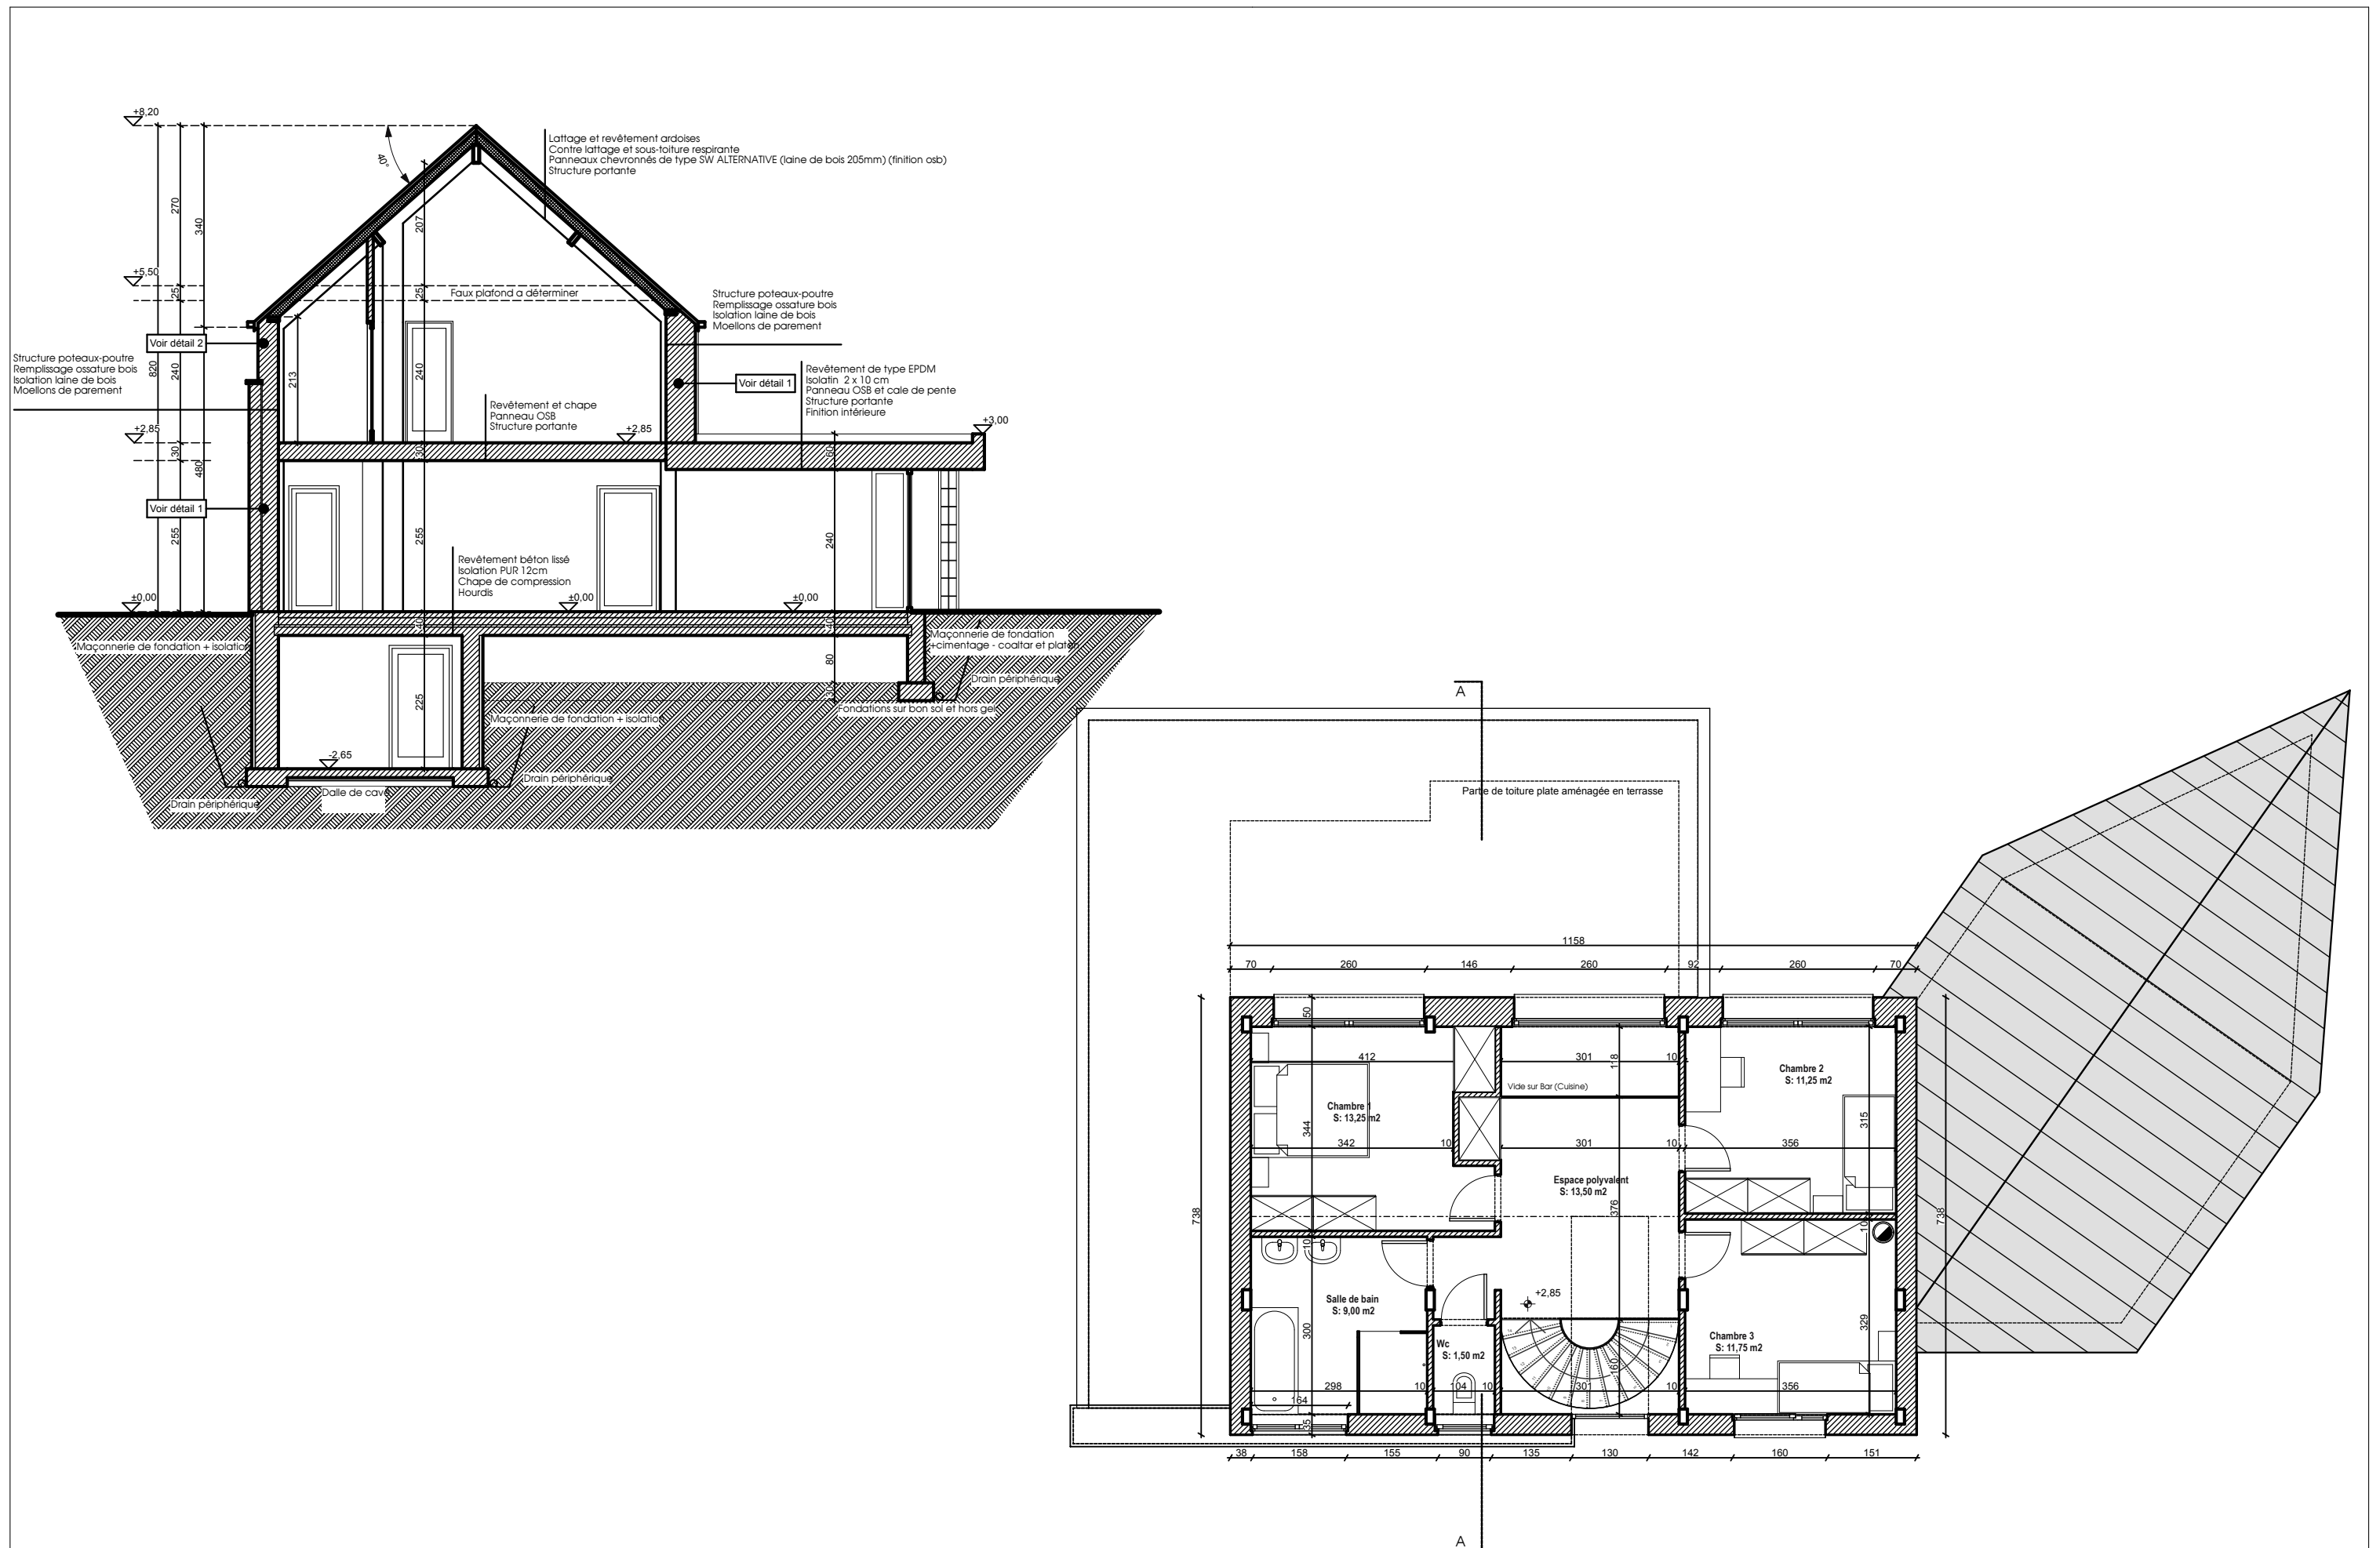 +8,20
40°
270
340
207
Lattage et revêtement ardoises
Contre lattage et sous-toiture respirante
Panneaux chevronnés de type SW ALTERNATIVE (laine de bois 205mm) (finition osb)
Structure portante
+5,50
25
25
Faux plafond a déterminer
Structure poteaux-poutre
Remplissage ossature bois
Isolation laine de bois
Moellons de parement
Voir détail 2
Structure poteaux-poutre
Remplissage ossature bois
Isolation laine de bois
Moellons de parement
820
240
213
240
Voir détail 1
Revêtement de type EPDM
Isolatin 2 x 10 cm
Panneau OSB et cale de pente
Structure portante
Finition intérieure
Revêtement et chape
Panneau OSB
Structure portante
+2,85
+2,85
+3,00
30
480
30
60
Voir détail 1
255
255
240
Revêtement béton lissé
Isolation PUR 12cm
Chape de compression
Hourdis
±0,00
±0,00
±0,00
40
40
Maçonnerie de fondation + isolation
Maçonnerie de fondation
+cimentage - coaltar et platon
80
Drain périphérique
225
130
Fondations sur bon sol et hors gel
Maçonnerie de fondation + isolation
-2,65
Drain périphérique
Dalle de cave
Drain périphérique
A
Partie de toiture plate aménagée en terrasse
1158
70
260
146
260
92
260
70
50
412
301
10
118
Vide sur Bar (Cuisine)
Chambre 2
S: 11,25 m2
Chambre 1
S: 13,25 m2
344
342
10
301
10
356
315
Espace polyvalent
S: 13,50 m2
376
738
738
10
10
Salle de bain
S: 9,00 m2
+2,85
300
329
Wc
S: 1,50 m2
Chambre 3
S: 11,75 m2
160
298
10
104
10
301
10
356
164
35
38
158
155
90
135
130
142
160
151
A